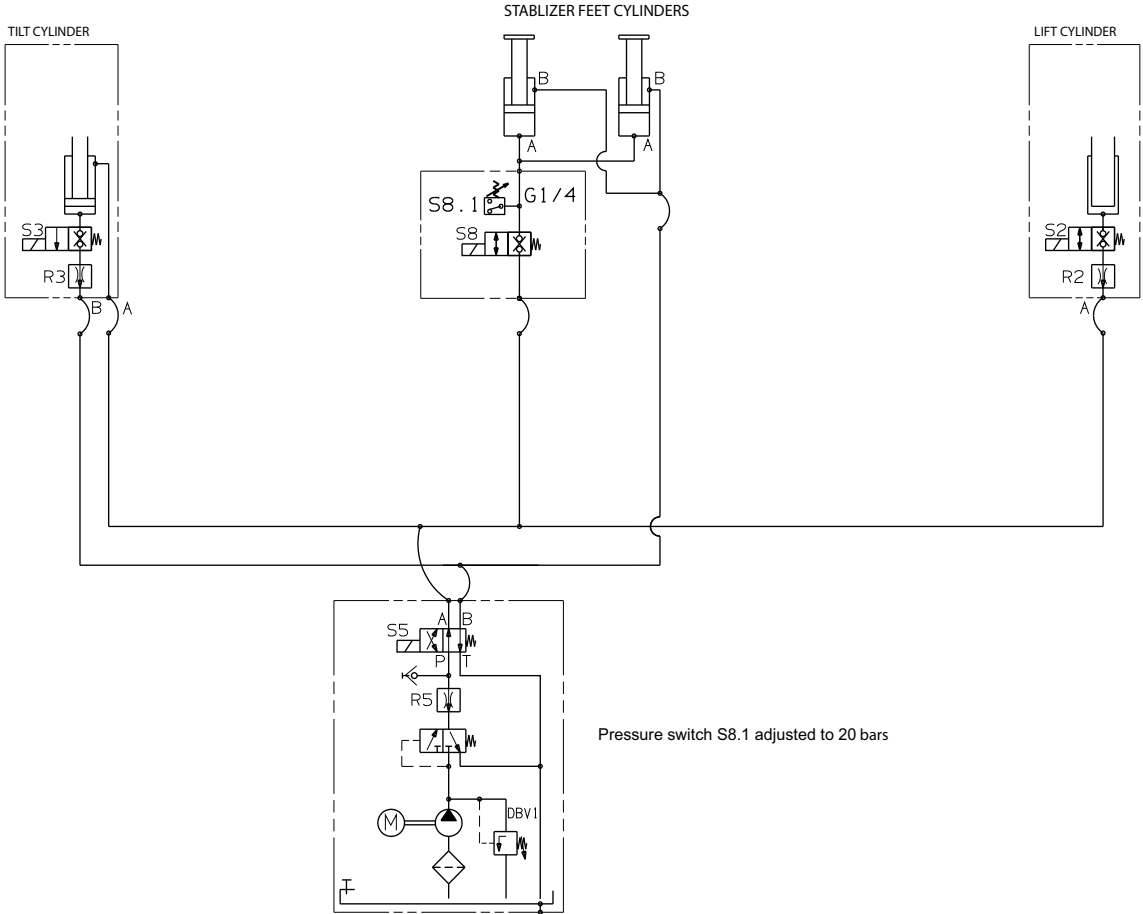 STABLIZER FEET CYLINDERS
TILT CYLINDER
LIFT CYLINDER
B
B
A
A
S8.1
G1/4
S3
S8
S2
R3
R2
B
A
A
A
B
S5
P
T
R5
Pressure switch S8.1 adjusted to 20 bars
DBV1
M